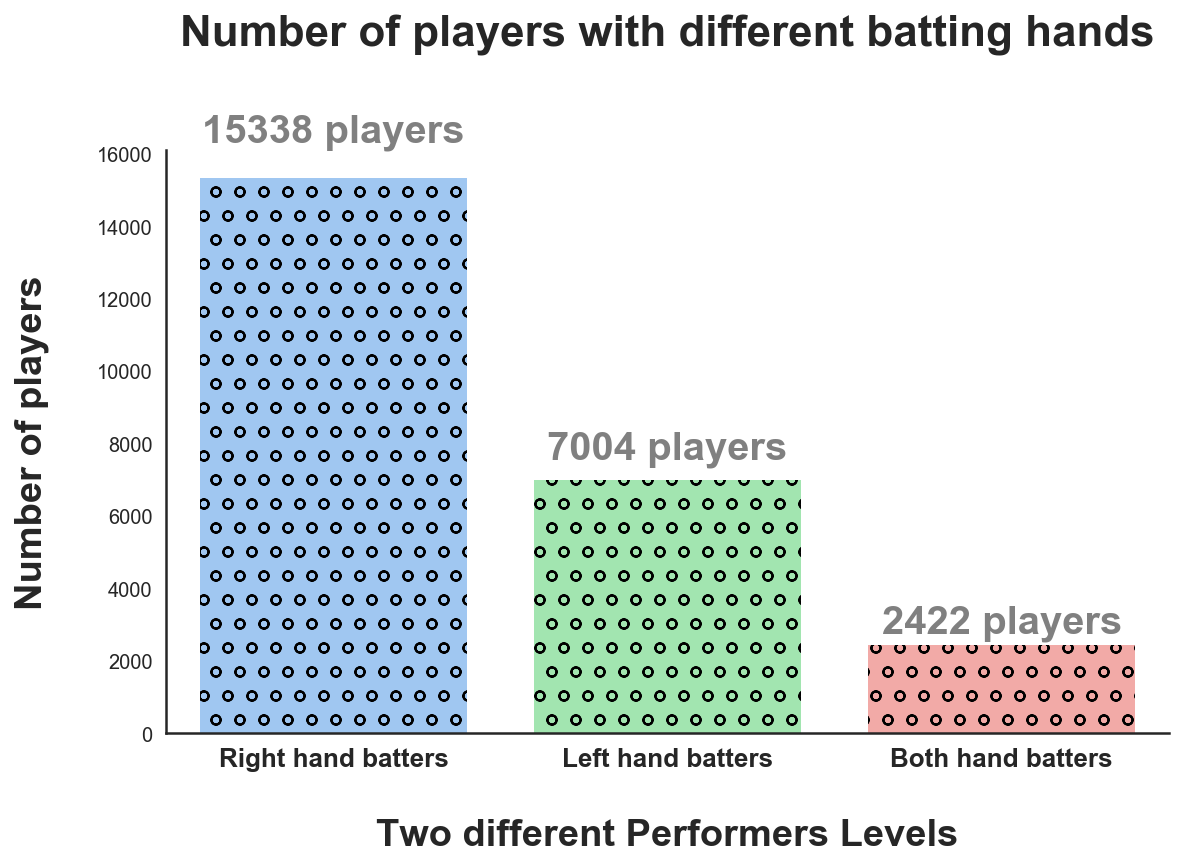 Number of players with different batting hands
15338 players
16000
14000
12000
10000
8000
6000
4000
2000
0
Number of players
7004 players
2422 players
Right hand batters
Left hand batters
Both hand batters
Two different Performers Levels